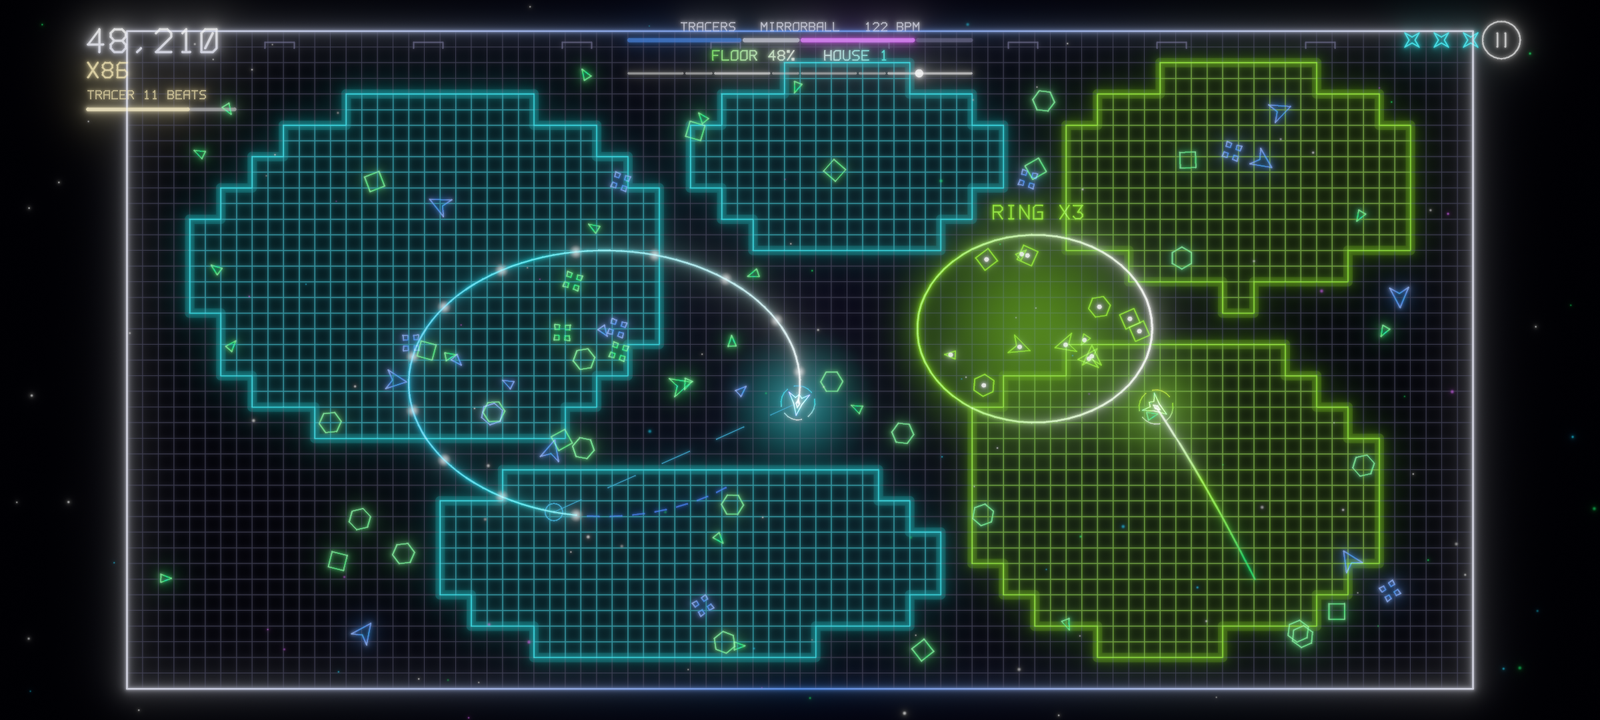 48,210
X86
TRACER 11 BEATS
TRACERS MIRRORBALL 122 BPM
FLOOR 48% HOUSE 1
RING X3